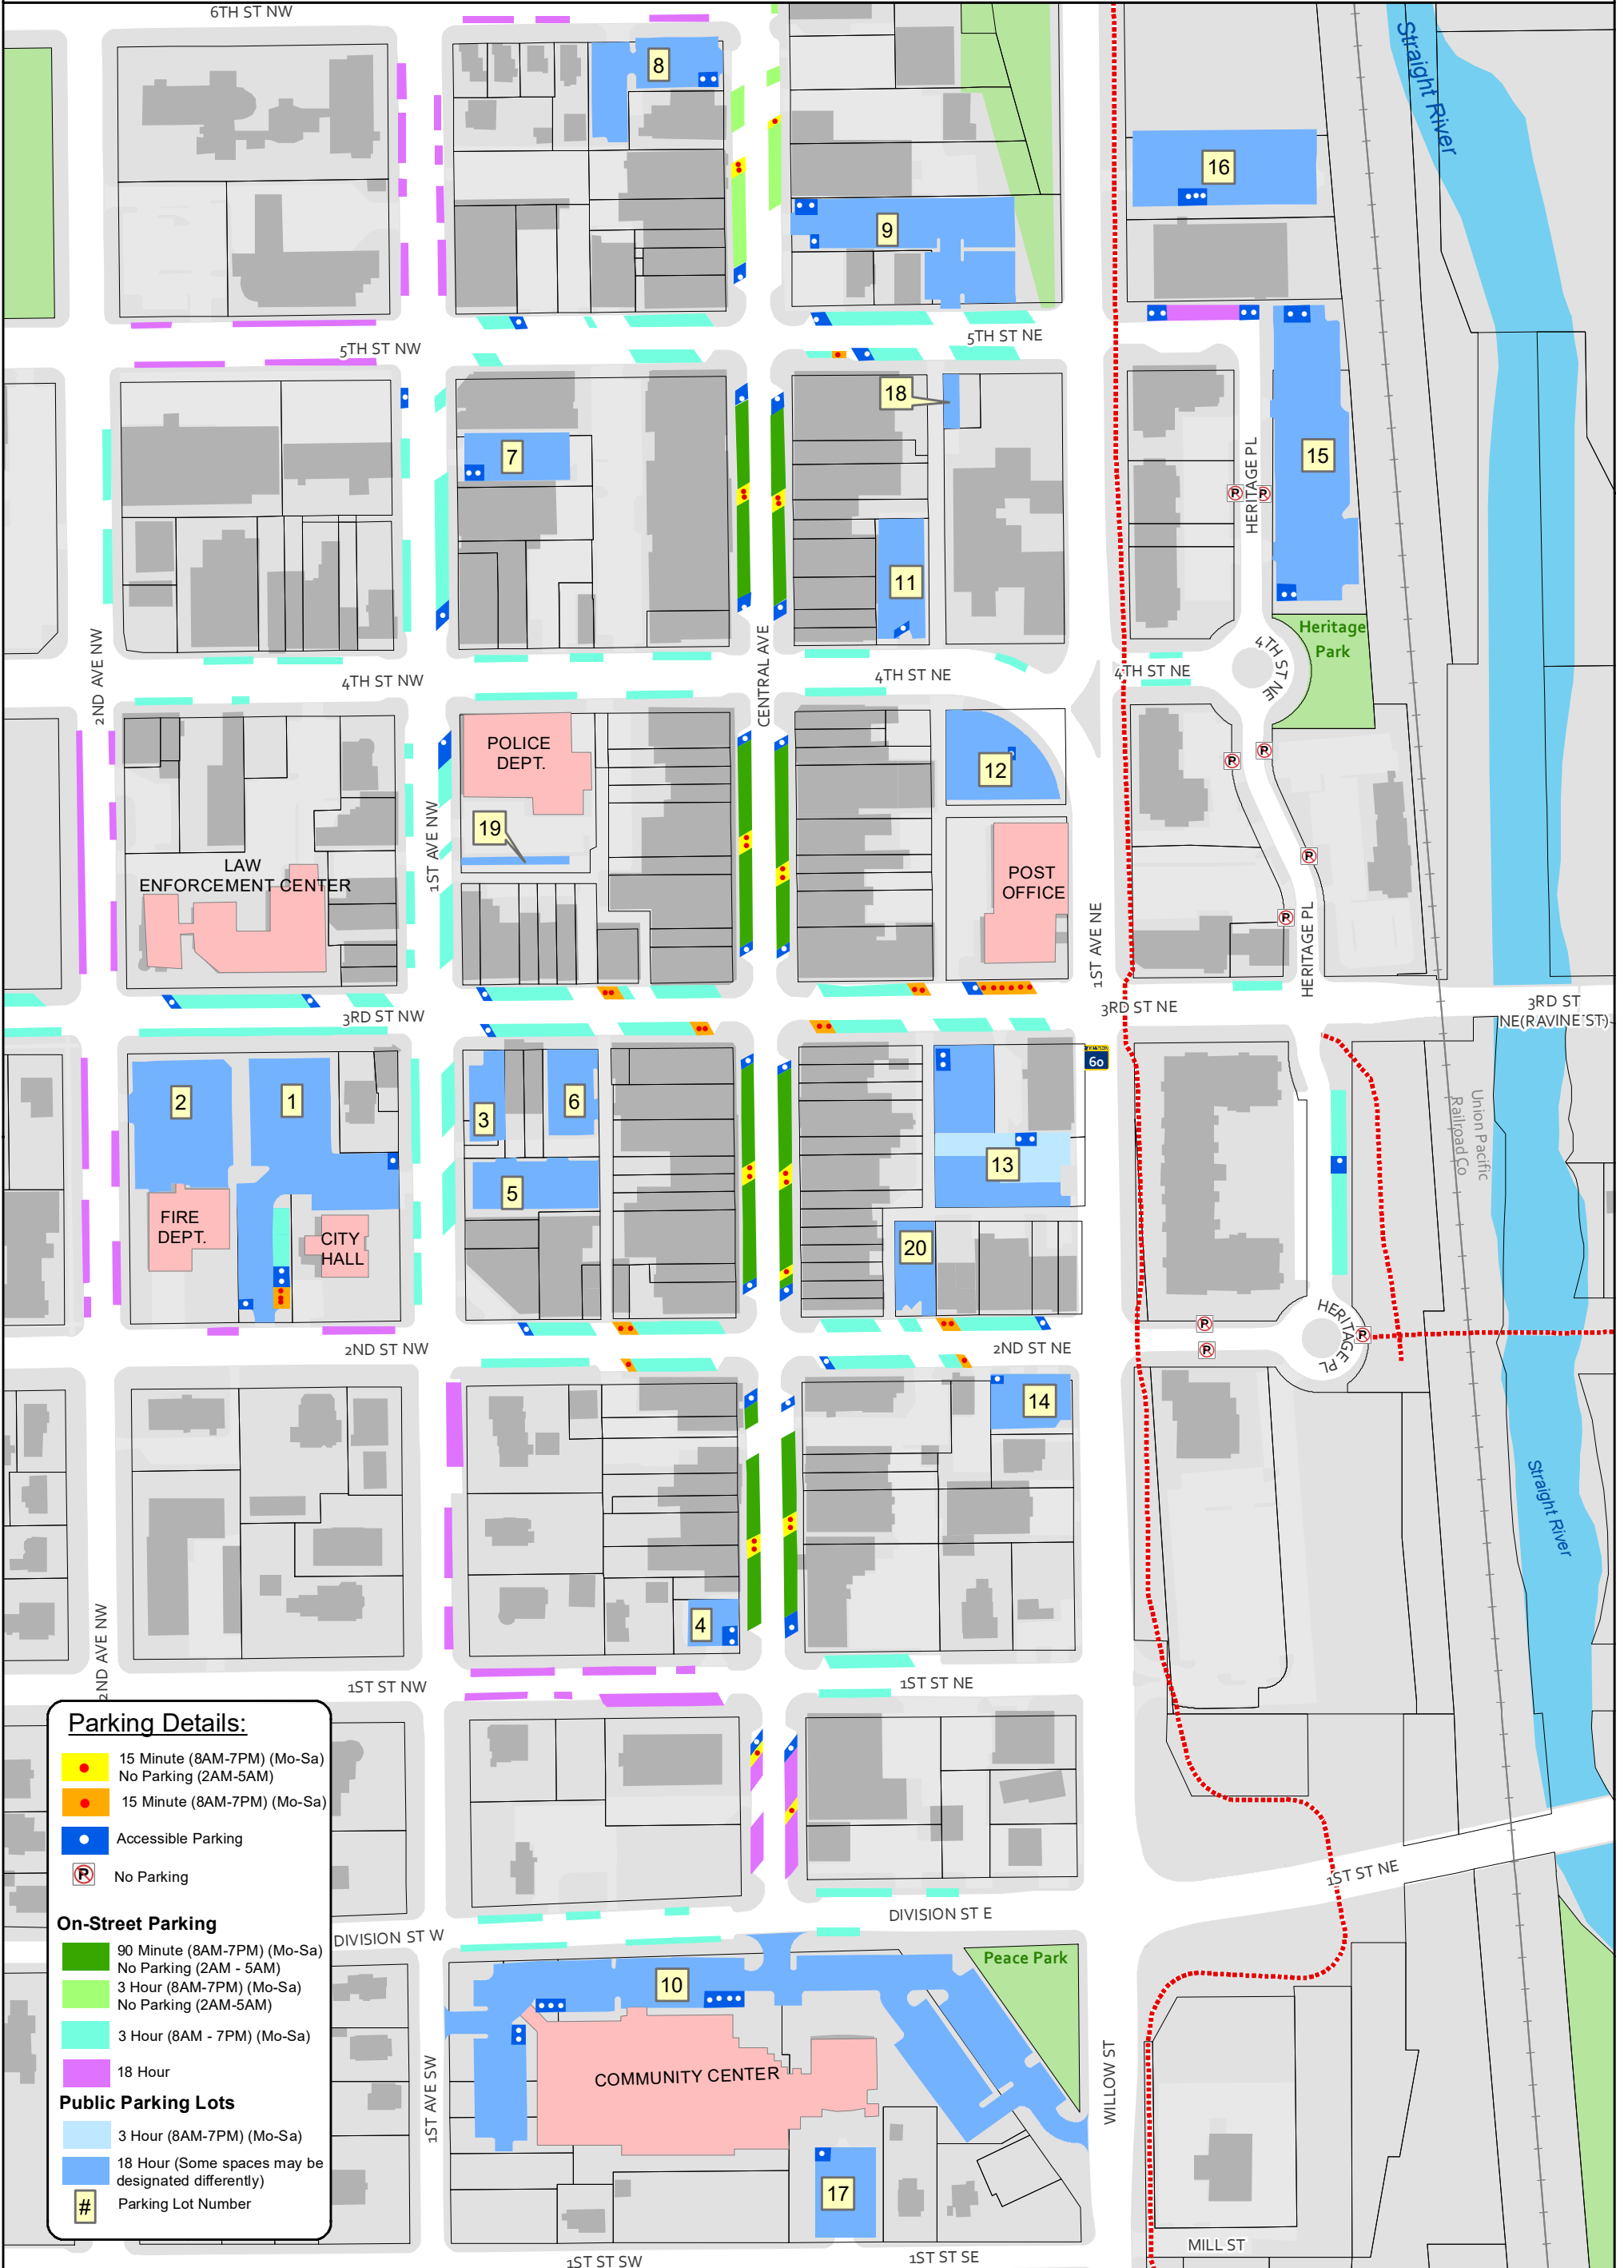 6TH ST NW
Straight River
8
16
9
5TH ST NW
5TH ST NE
18
7
15
HERITAGE PL
11
2ND AVE NW
CENTRAL AVE
Heritage
Park
4TH ST NE
4TH ST NW
4TH ST NE
4TH ST NE
POLICE
DEPT.
12
19
1ST AVE NW
LAW
ENFORCEMENT CENTER
POST
OFFICE
1ST AVE NE
HERITAGE PL
3RD ST NW
3RD ST NE
3RD ST
NE(RAVINE ST)
60
2
1
3
6
13
Union Pacific
Railroad Co
5
FIRE
DEPT.
CITY
HALL
20
HERITAGE PL
2ND ST NW
2ND ST NE
14
Straight River
4
2ND AVE NW
1ST ST NW
1ST ST NE
Parking Details:
15 Minute (8AM-7PM) (Mo-Sa)
No Parking (2AM-5AM)
15 Minute (8AM-7PM) (Mo-Sa)
Accessible Parking
P
No Parking
On-Street Parking
90 Minute (8AM-7PM) (Mo-Sa)
No Parking (2AM - 5AM)
3 Hour (8AM-7PM) (Mo-Sa)
No Parking (2AM-5AM)
3 Hour (8AM - 7PM) (Mo-Sa)
18 Hour
Public Parking Lots
3 Hour (8AM-7PM) (Mo-Sa)
18 Hour (Some spaces may be
designated differently)
#
Parking Lot Number
1ST ST NE
DIVISION ST E
DIVISION ST W
Peace Park
10
COMMUNITY CENTER
1ST AVE SW
WILLOW ST
17
MILL ST
1ST ST SW
1ST ST SE